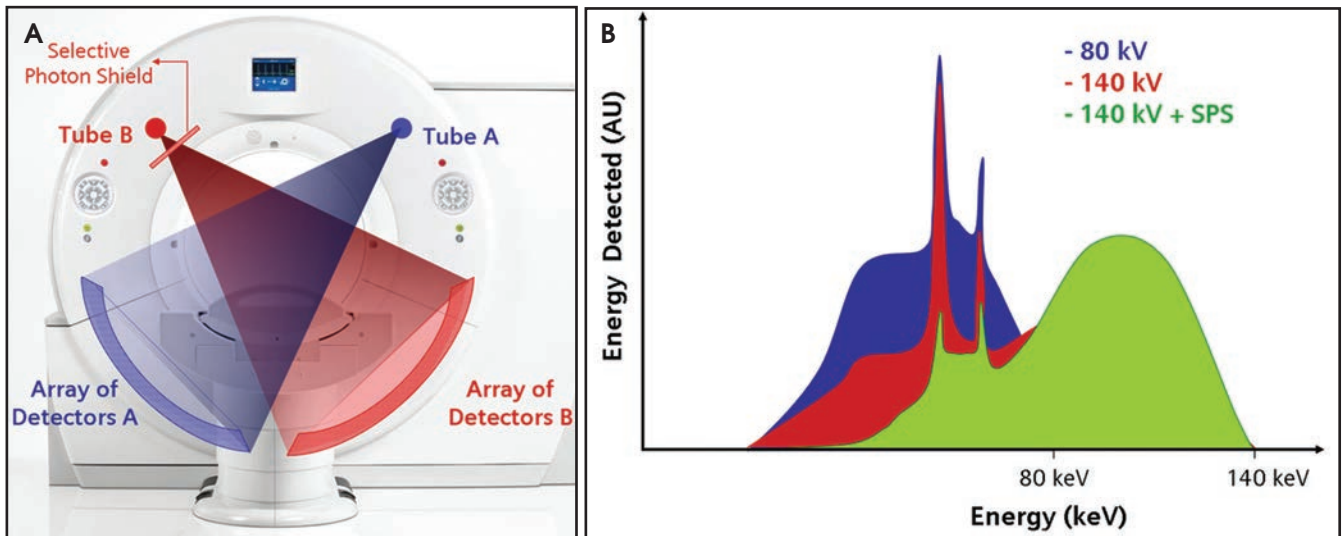 A
Selective
Photon Shield
Tube B
Tube A
Array of
Detectors A
Array of
Detectors B
B
- 80 kV
- 140 kV
- 140 kV + SPS
Energy Detected (AU)
80 keV
140 keV
Energy (keV)